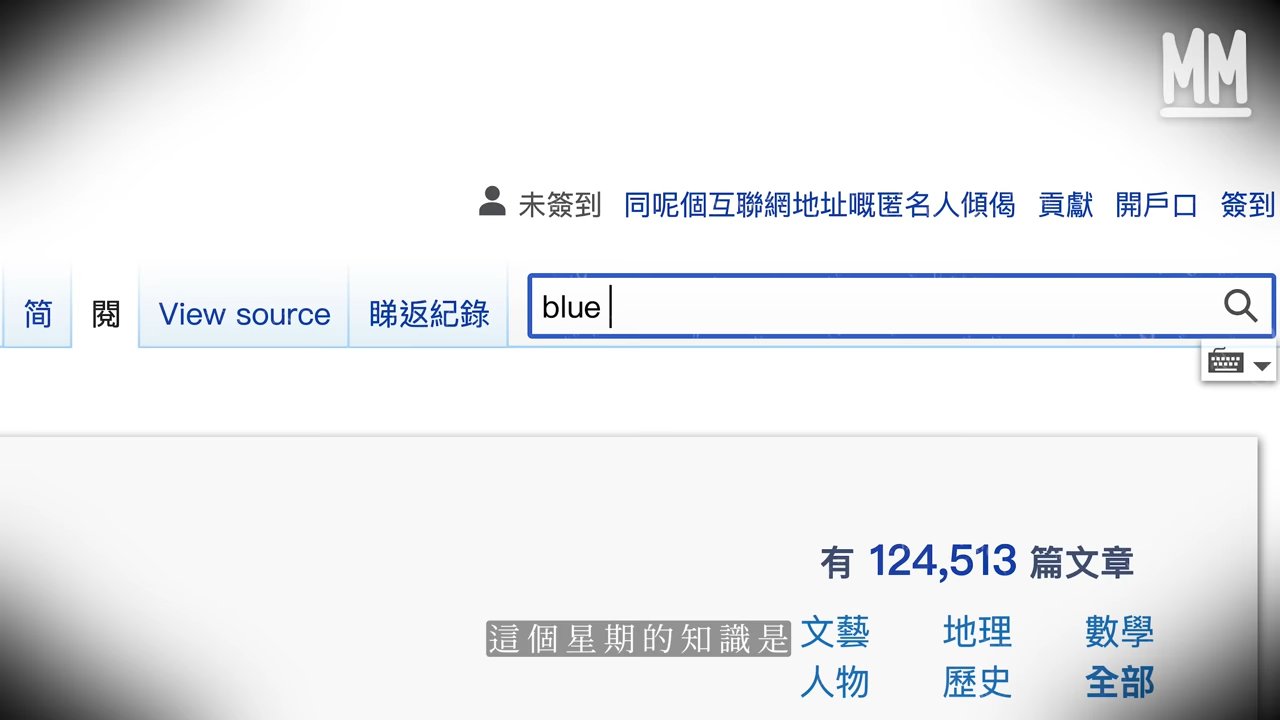 MM
未簽到 同呢個互聯網地址嘅匿名人傾偈 貢獻 開戶口 簽到
简 閱 View source 睇返紀錄 blue
有 124,513 篇文章
這個星期的知識是
文藝 地理 數學
人物 歷史 全部